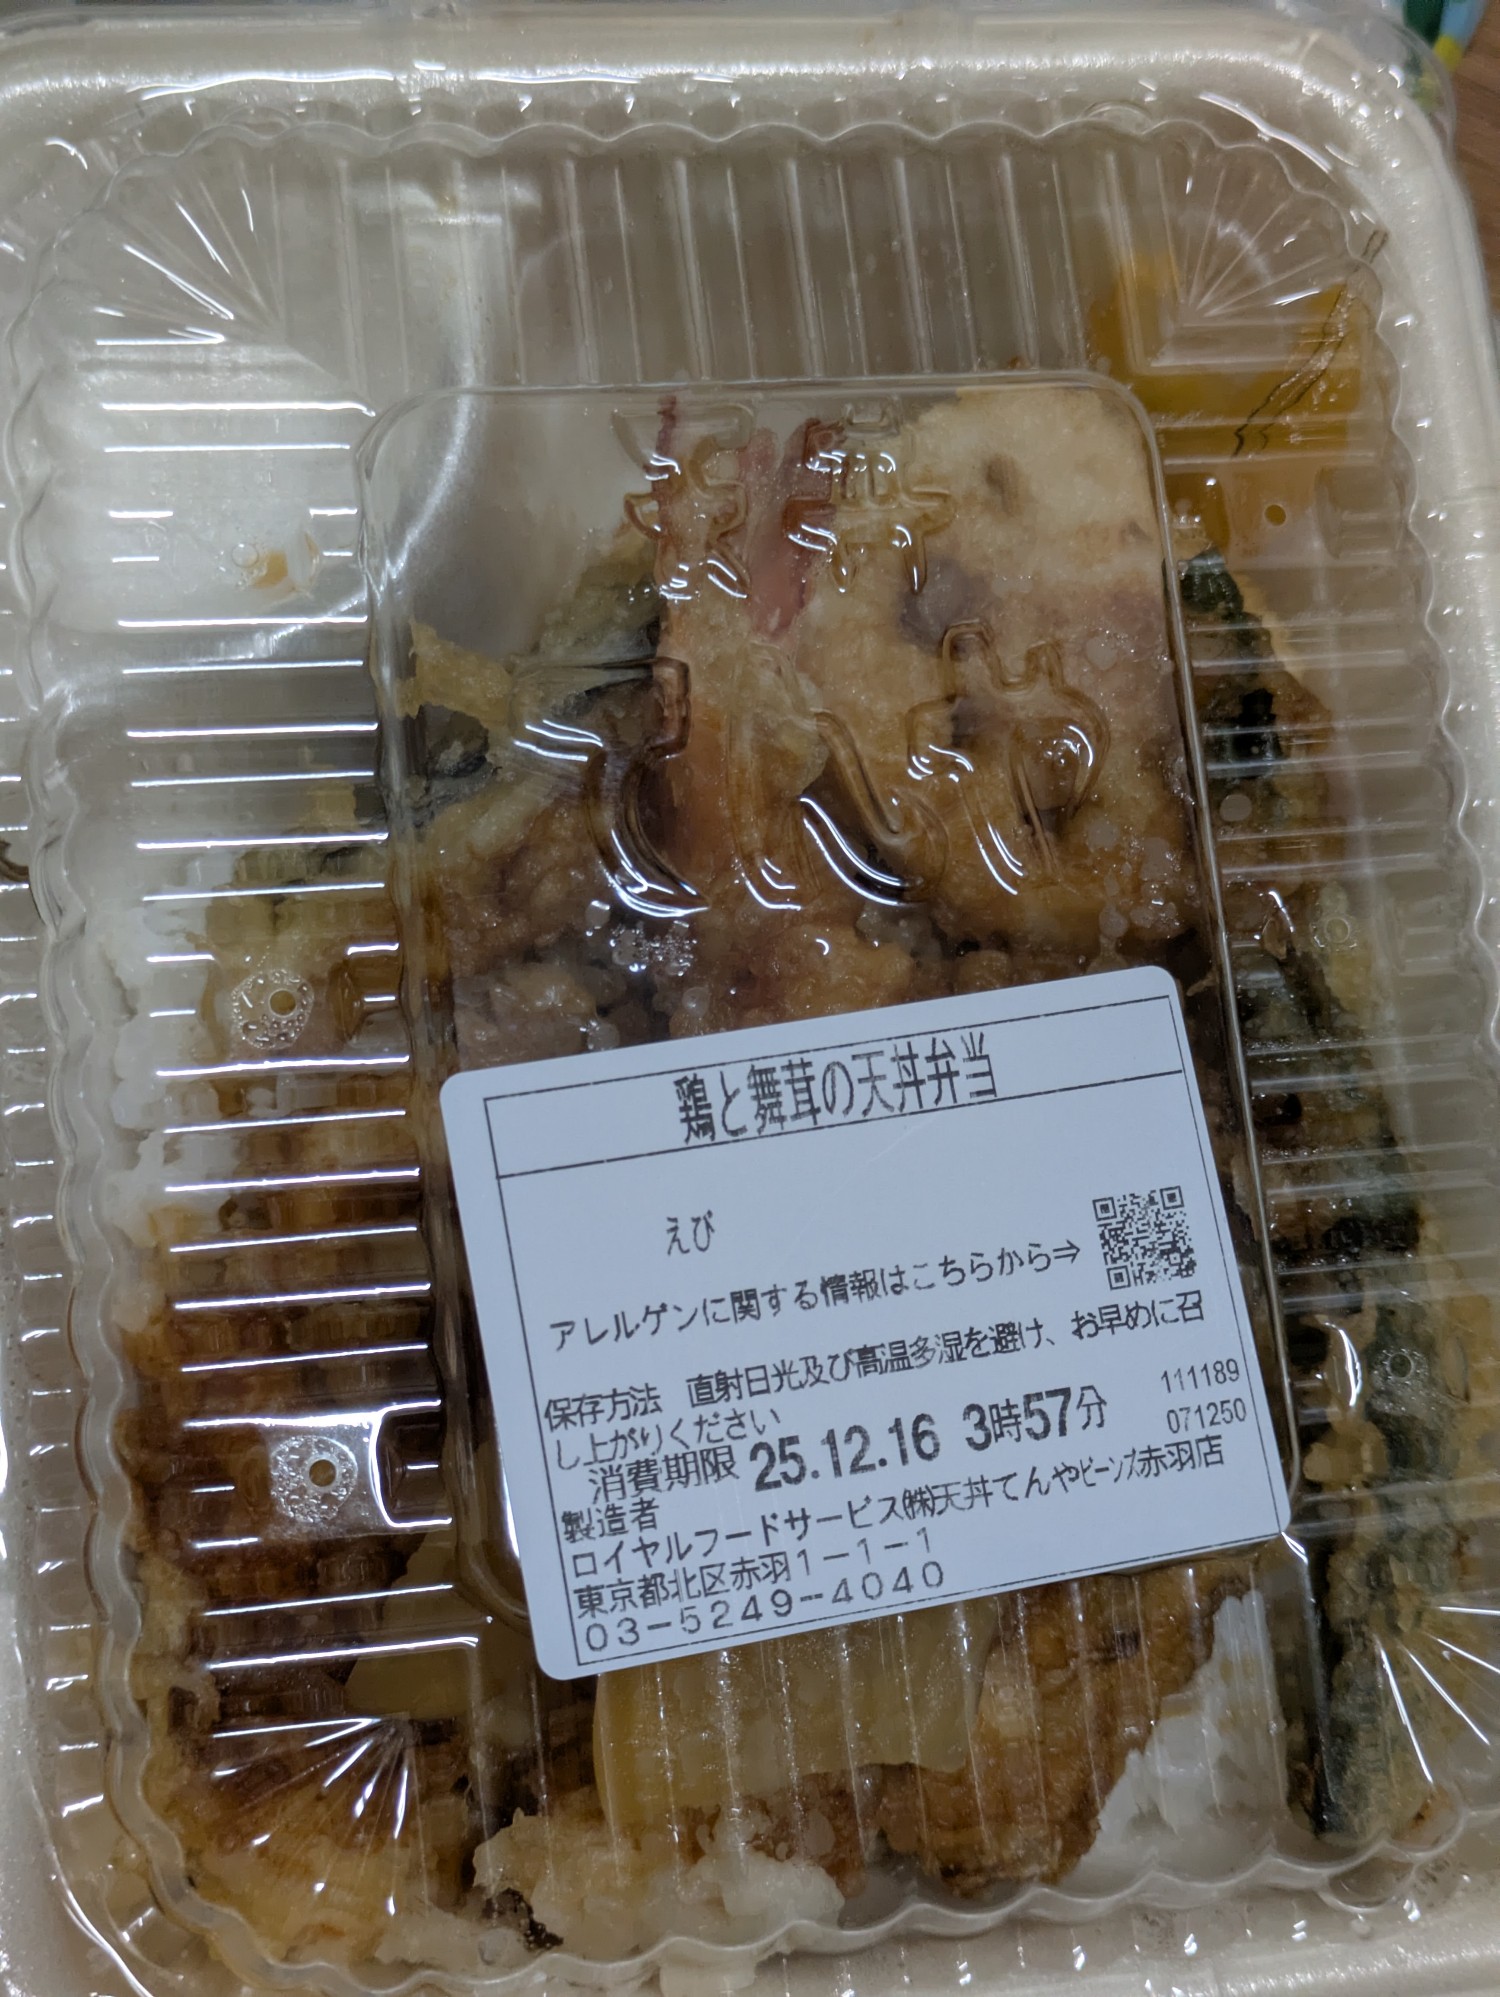 天丼
てんや
鶏と舞茸の天丼弁当
えび
アレルゲンに関する情報はこちらから⇒
保存方法　直射日光及び高温多湿を避け、お早めに召
し上がりください
111189
消費期限 25.12.16 3時57分
071250
製造者
ロイヤルフードサービス㈱天丼てんやビーンズ赤羽店
東京都北区赤羽1－1－1
03－5249－4040